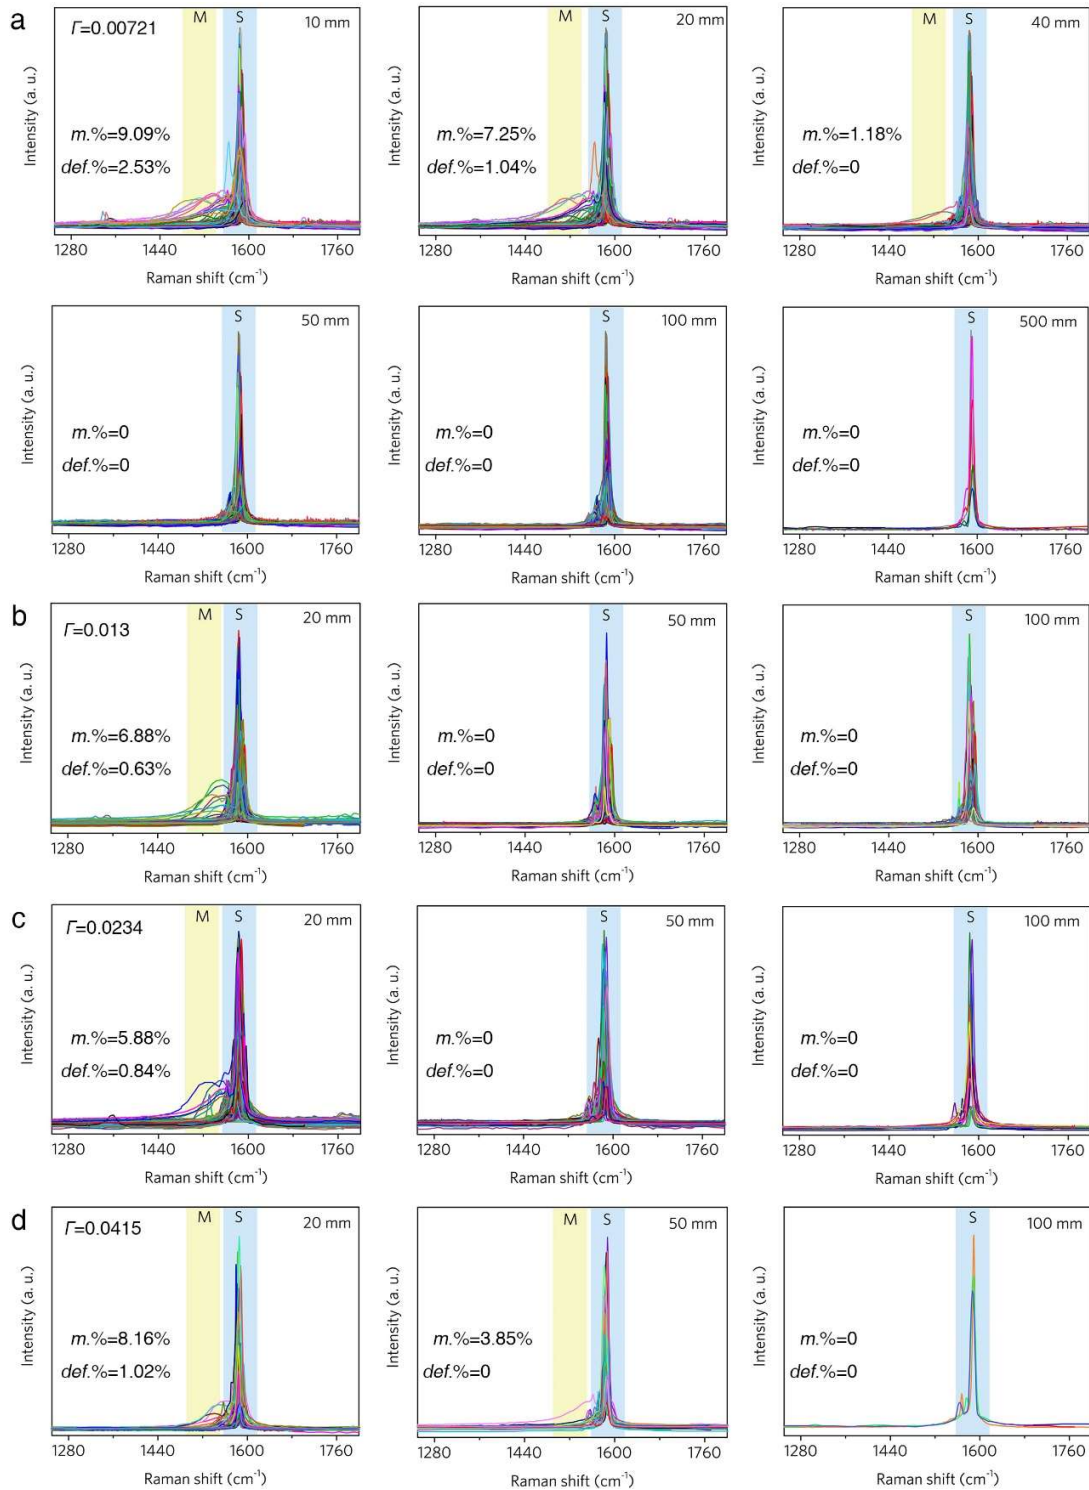 a
Γ=0.00721
M
S
10 mm
m.%=9.09%
def.%=2.53%
Intensity (a. u.)
1280 1440 1600 1760
Raman shift (cm⁻¹)
M
S
20 mm
m.%=7.25%
def.%=1.04%
Intensity (a. u.)
1280 1440 1600 1760
Raman shift (cm⁻¹)
M
S
40 mm
m.%=1.18%
def.%=0
Intensity (a. u.)
1280 1440 1600 1760
Raman shift (cm⁻¹)
S
50 mm
m.%=0
def.%=0
Intensity (a. u.)
1280 1440 1600 1760
Raman shift (cm⁻¹)
S
100 mm
m.%=0
def.%=0
Intensity (a. u.)
1280 1440 1600 1760
Raman shift (cm⁻¹)
S
500 mm
m.%=0
def.%=0
Intensity (a. u.)
1280 1440 1600 1760
Raman shift (cm⁻¹)
b
Γ=0.013
M
S
20 mm
m.%=6.88%
def.%=0.63%
Intensity (a. u.)
1280 1440 1600 1760
Raman shift (cm⁻¹)
S
50 mm
m.%=0
def.%=0
Intensity (a. u.)
1280 1440 1600 1760
Raman shift (cm⁻¹)
S
100 mm
m.%=0
def.%=0
Intensity (a. u.)
1280 1440 1600 1760
Raman shift (cm⁻¹)
c
Γ=0.0234
M
S
20 mm
m.%=5.88%
def.%=0.84%
Intensity (a. u.)
1280 1440 1600 1760
Raman shift (cm⁻¹)
S
50 mm
m.%=0
def.%=0
Intensity (a. u.)
1280 1440 1600 1760
Raman shift (cm⁻¹)
S
100 mm
m.%=0
def.%=0
Intensity (a. u.)
1280 1440 1600 1760
Raman shift (cm⁻¹)
d
Γ=0.0415
M
S
20 mm
m.%=8.16%
def.%=1.02%
Intensity (a. u.)
1280 1440 1600 1760
Raman shift (cm⁻¹)
M
S
50 mm
m.%=3.85%
def.%=0
Intensity (a. u.)
1280 1440 1600 1760
Raman shift (cm⁻¹)
S
100 mm
m.%=0
def.%=0
Intensity (a. u.)
1280 1440 1600 1760
Raman shift (cm⁻¹)